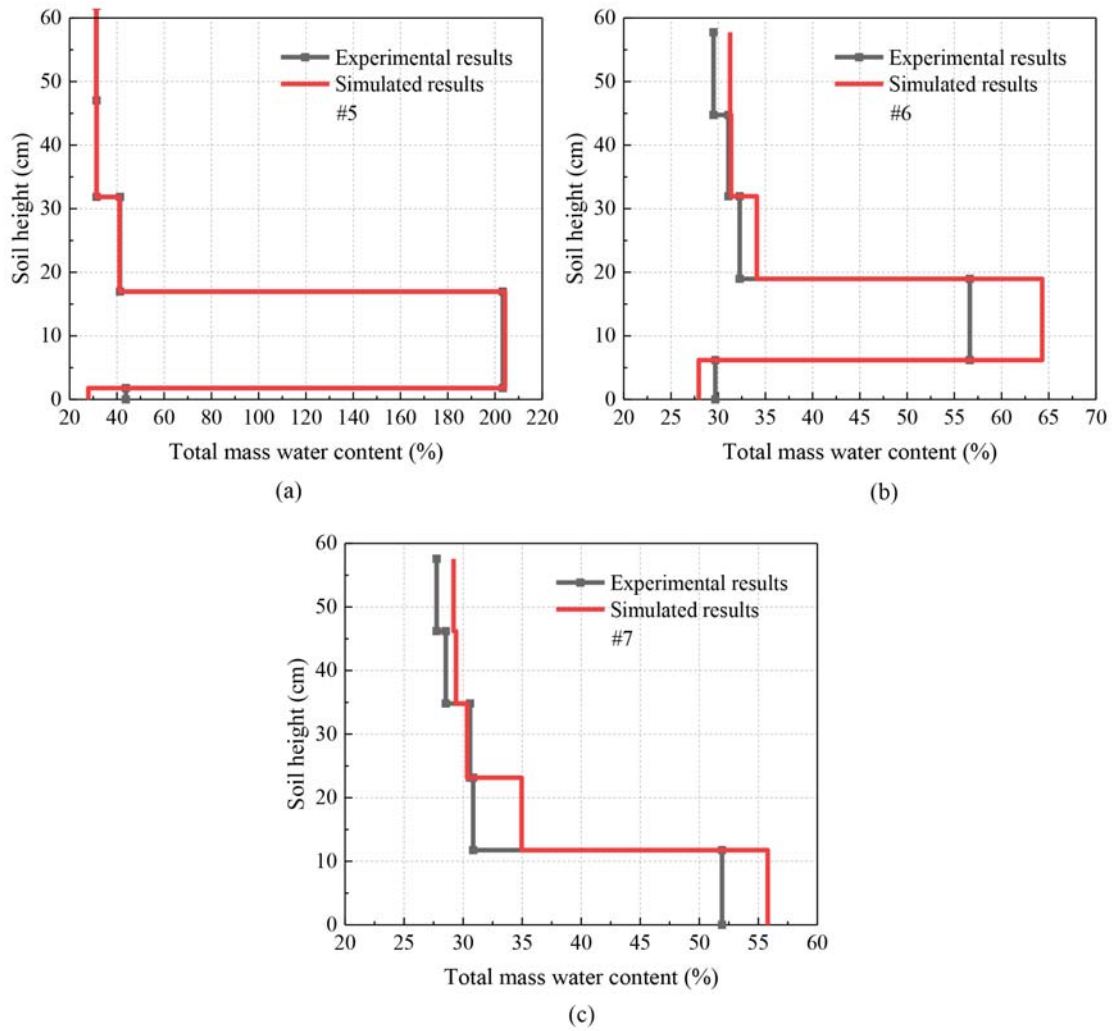 60
50
40
30
20
10
0
Soil height (cm)
Experimental results
Simulated results
#5
20 40 60 80 100 120 140 160 180 200 220
Total mass water content (%)
(a)
60
50
40
30
20
10
0
Soil height (cm)
Experimental results
Simulated results
#6
20 25 30 35 40 45 50 55 60 65 70
Total mass water content (%)
(b)
60
50
40
30
20
10
0
Soil height (cm)
Experimental results
Simulated results
#7
20 25 30 35 40 45 50 55 60
Total mass water content (%)
(c)